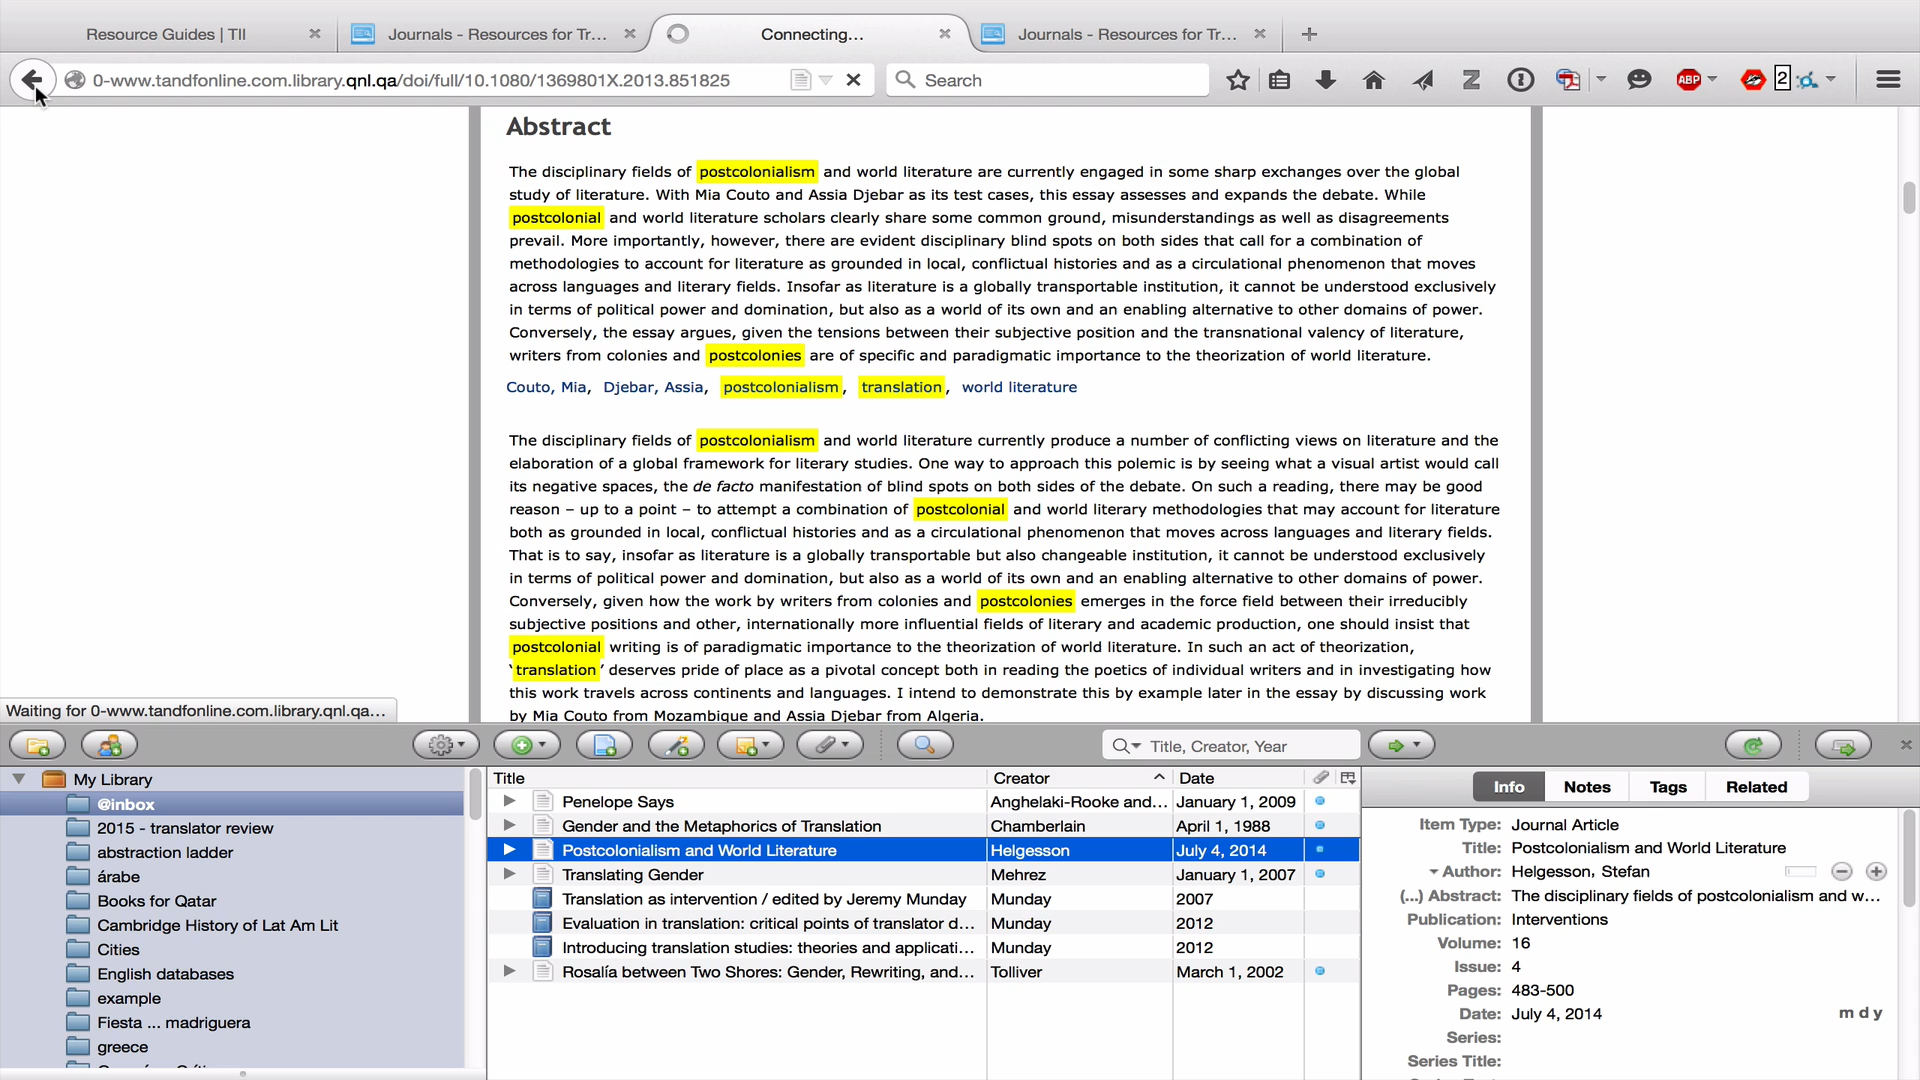 Resource Guides | TII
Journals - Resources for Tr...
Connecting...
Journals - Resources for Tr...
0-www.tandfonline.com.library.qnl.qa/doi/full/10.1080/1369801X.2013.851825
Search
Z
ABP
2
Abstract
The disciplinary fields of postcolonialism and world literature are currently engaged in some sharp exchanges over the global
study of literature. With Mia Couto and Assia Djebar as its test cases, this essay assesses and expands the debate. While
postcolonial and world literature scholars clearly share some common ground, misunderstandings as well as disagreements
prevail. More importantly, however, there are evident disciplinary blind spots on both sides that call for a combination of
methodologies to account for literature as grounded in local, conflictual histories and as a circulational phenomenon that moves
across languages and literary fields. Insofar as literature is a globally transportable institution, it cannot be understood exclusively
in terms of political power and domination, but also as a world of its own and an enabling alternative to other domains of power.
Conversely, the essay argues, given the tensions between their subjective position and the transnational valency of literature,
writers from colonies and postcolonies are of specific and paradigmatic importance to the theorization of world literature.
Couto, Mia, Djebar, Assia, postcolonialism, translation, world literature
The disciplinary fields of postcolonialism and world literature currently produce a number of conflicting views on literature and the
elaboration of a global framework for literary studies. One way to approach this polemic is by seeing what a visual artist would call
its negative spaces, the de facto manifestation of blind spots on both sides of the debate. On such a reading, there may be good
reason – up to a point – to attempt a combination of postcolonial and world literary methodologies that may account for literature
both as grounded in local, conflictual histories and as a circulational phenomenon that moves across languages and literary fields.
That is to say, insofar as literature is a globally transportable but also changeable institution, it cannot be understood exclusively
in terms of political power and domination, but also as a world of its own and an enabling alternative to other domains of power.
Conversely, given how the work by writers from colonies and postcolonies emerges in the force field between their irreducibly
subjective positions and other, internationally more influential fields of literary and academic production, one should insist that
postcolonial writing is of paradigmatic importance to the theorization of world literature. In such an act of theorization,
‘translation’ deserves pride of place as a pivotal concept both in reading the poetics of individual writers and in investigating how
this work travels across continents and languages. I intend to demonstrate this by example later in the essay by discussing work
by Mia Couto from Mozambique and Assia Djebar from Algeria.
Waiting for 0-www.tandfonline.com.library.qnl.qa...
Title, Creator, Year
My Library
@inbox
2015 - translator review
abstraction ladder
árabe
Books for Qatar
Cambridge History of Lat Am Lit
Cities
English databases
example
Fiesta ... madriguera
greece
Title Creator Date
Penelope Says Anghelaki-Rooke and... January 1, 2009
Gender and the Metaphorics of Translation Chamberlain April 1, 1988
Postcolonialism and World Literature Helgesson July 4, 2014
Translating Gender Mehrez January 1, 2007
Translation as intervention / edited by Jeremy Munday Munday 2007
Evaluation in translation: critical points of translator d... Munday 2012
Introducing translation studies: theories and applicati... Munday 2012
Rosalía between Two Shores: Gender, Rewriting, and... Tolliver March 1, 2002
Info Notes Tags Related
Item Type: Journal Article
Title: Postcolonialism and World Literature
Author: Helgesson, Stefan
(...) Abstract: The disciplinary fields of postcolonialism and w...
Publication: Interventions
Volume: 16
Issue: 4
Pages: 483-500
Date: July 4, 2014 m d y
Series:
Series Title: